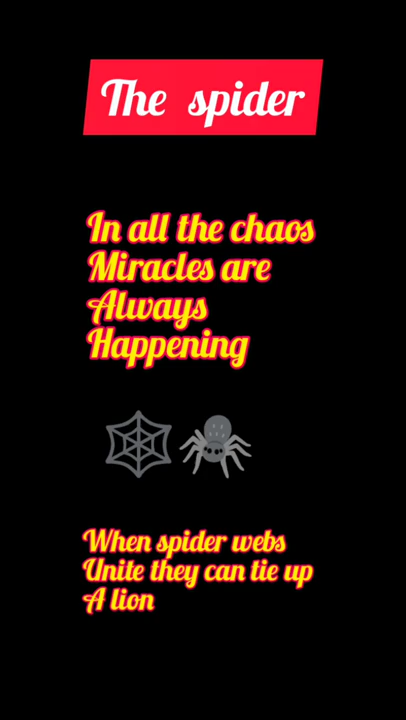 The spider
In all the chaos
Miracles are
Always
Happening
When spider webs
Unite they can tie up
A lion